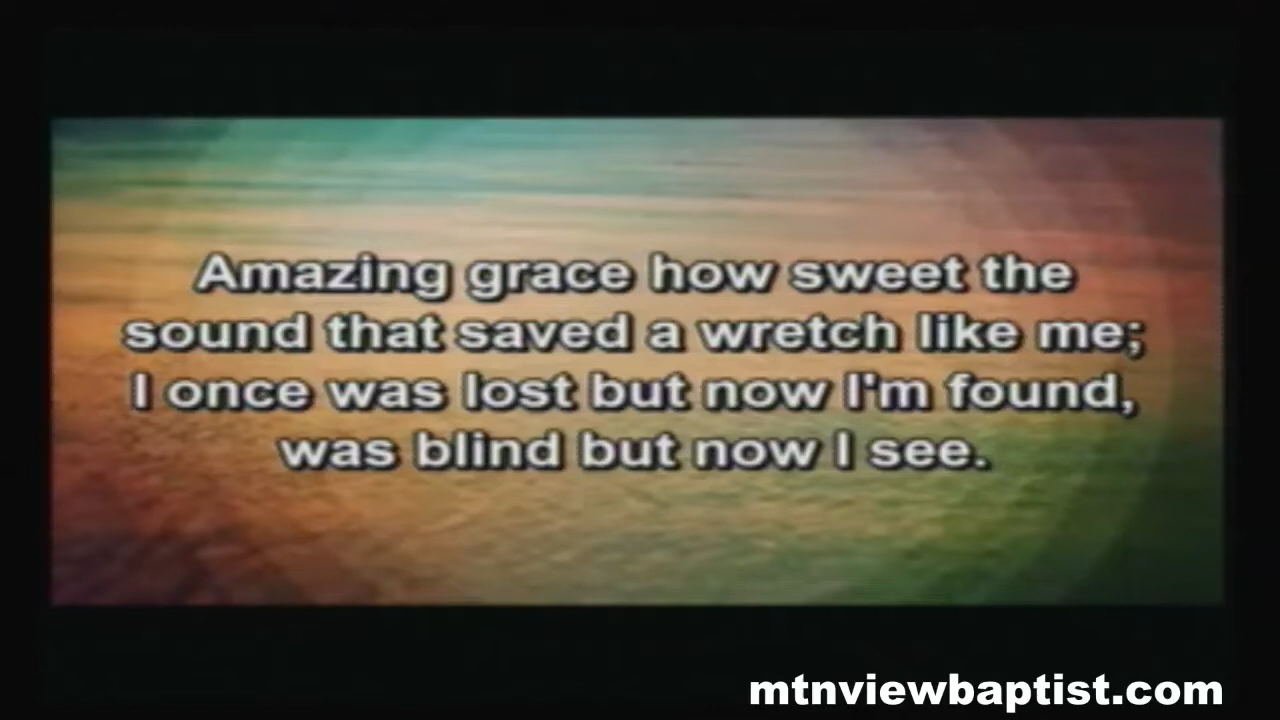 Amazing grace how sweet the
sound that saved a wretch like me;
I once was lost but now I'm found,
was blind but now I see.
mtnviewbaptist.com